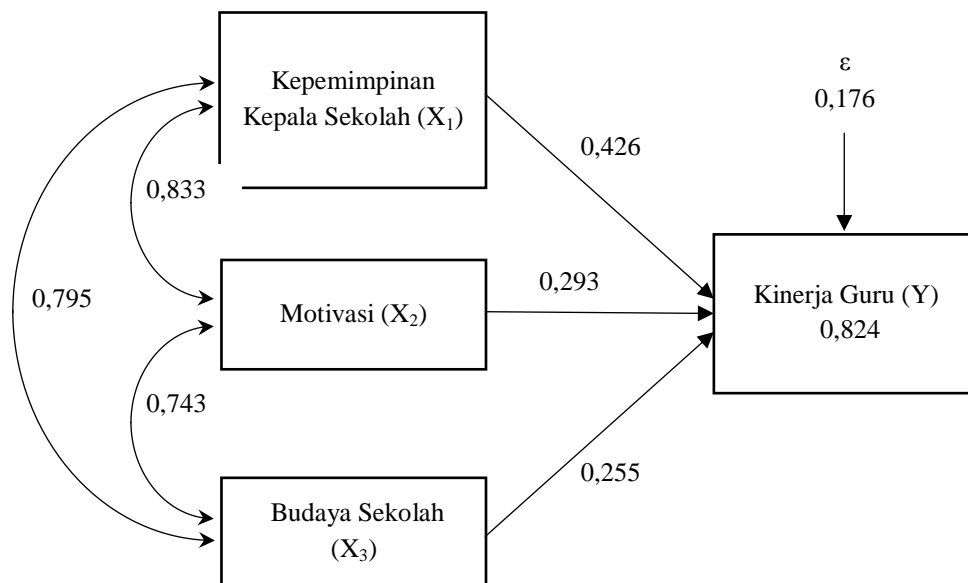 Kepemimpinan
Kepala Sekolah (X₁)
ε
0,176
0,426
0,833
0,795
Motivasi (X₂)
0,293
Kinerja Guru (Y)
0,824
0,743
0,255
Budaya Sekolah
(X₃)